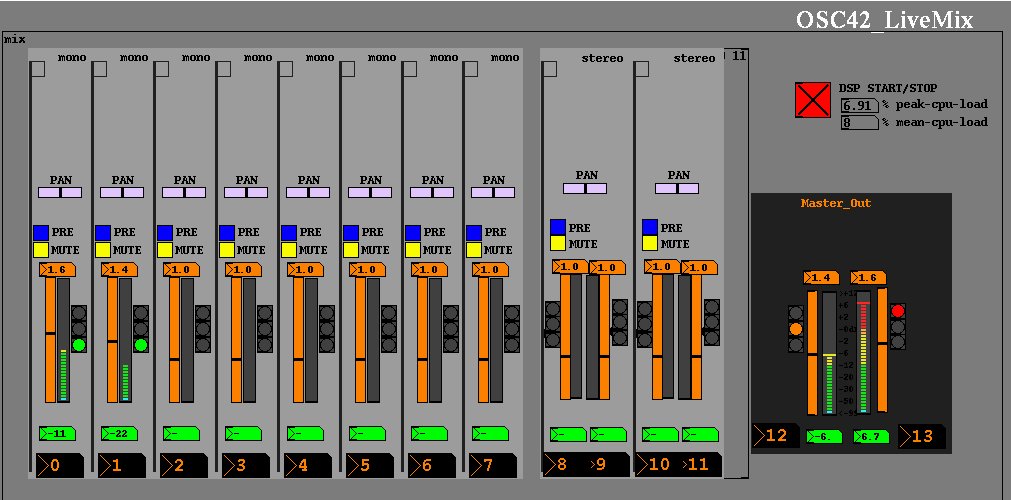 OSC42_LiveMix
mix
mono mono mono mono mono mono mono mono stereo stereo 11
DSP START/STOP
6.91 % peak-cpu-load
8 % mean-cpu-load
PAN PAN PAN PAN PAN PAN PAN PAN PAN PAN
Master_Out
PRE PRE PRE PRE PRE PRE PRE PRE PRE PRE
MUTE MUTE MUTE MUTE MUTE MUTE MUTE MUTE MUTE MUTE
1.6 1.4 1.0 1.0 1.0 1.0 1.0 1.0 1.0 1.0 1.0 1.0
1.4 1.6
+6
+2
-2
-6
-12
-20
-30
-50
-11 -22 - - - - - - - - - -
-6. 6.7
0 1 2 3 4 5 6 7 8 9 10 11 12 13